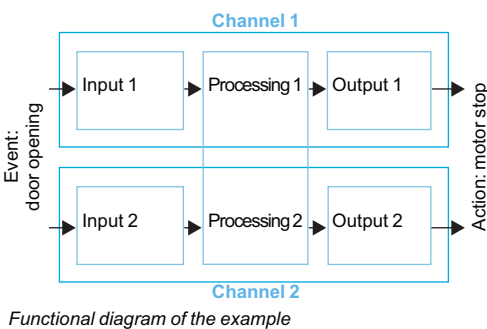 Channel 1
Event:
door opening
Input 1
Processing 1
Output 1
Action: motor stop
Input 2
Processing 2
Output 2
Channel 2
Functional diagram of the example